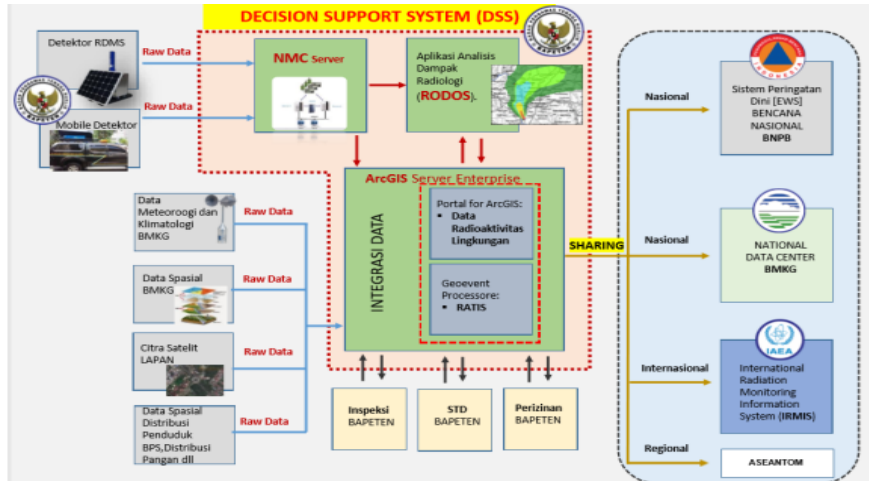 DECISION SUPPORT SYSTEM (DSS)
Detektor RDMS
Raw Data
Raw Data
Mobile Detektor
NMC Server
Aplikasi Analisis
Dampak
Radiologi
(RODOS).
BAPETEN
ArcGIS Server Enterprise
INTEGRASI DATA
Portal for ArcGIS:
▪ Data
Radioaktivitas
Lingkungan
Geoevent
Processore:
▪ RATIS
Data
Meteoroogi dan
Klimatologi
BMKG
Raw Data
Data Spasial
BMKG
Raw Data
Citra Satelit
LAPAN
Raw Data
Data Spasial
Distribusi
Penduduk
BPS,Distribusi
Pangan dll
Raw Data
Inspeksi
BAPETEN
STD
BAPETEN
Perizinan
BAPETEN
SHARING
Nasional
INDONESIA
Sistem Peringatan
Dini [EWS]
BENCANA
NASIONAL
BNPB
Nasional
NATIONAL
DATA CENTER
BMKG
Internasional
IAEA
International
Radiation
Monitoring
Information
System (IRMIS)
Regional
ASEANTOM